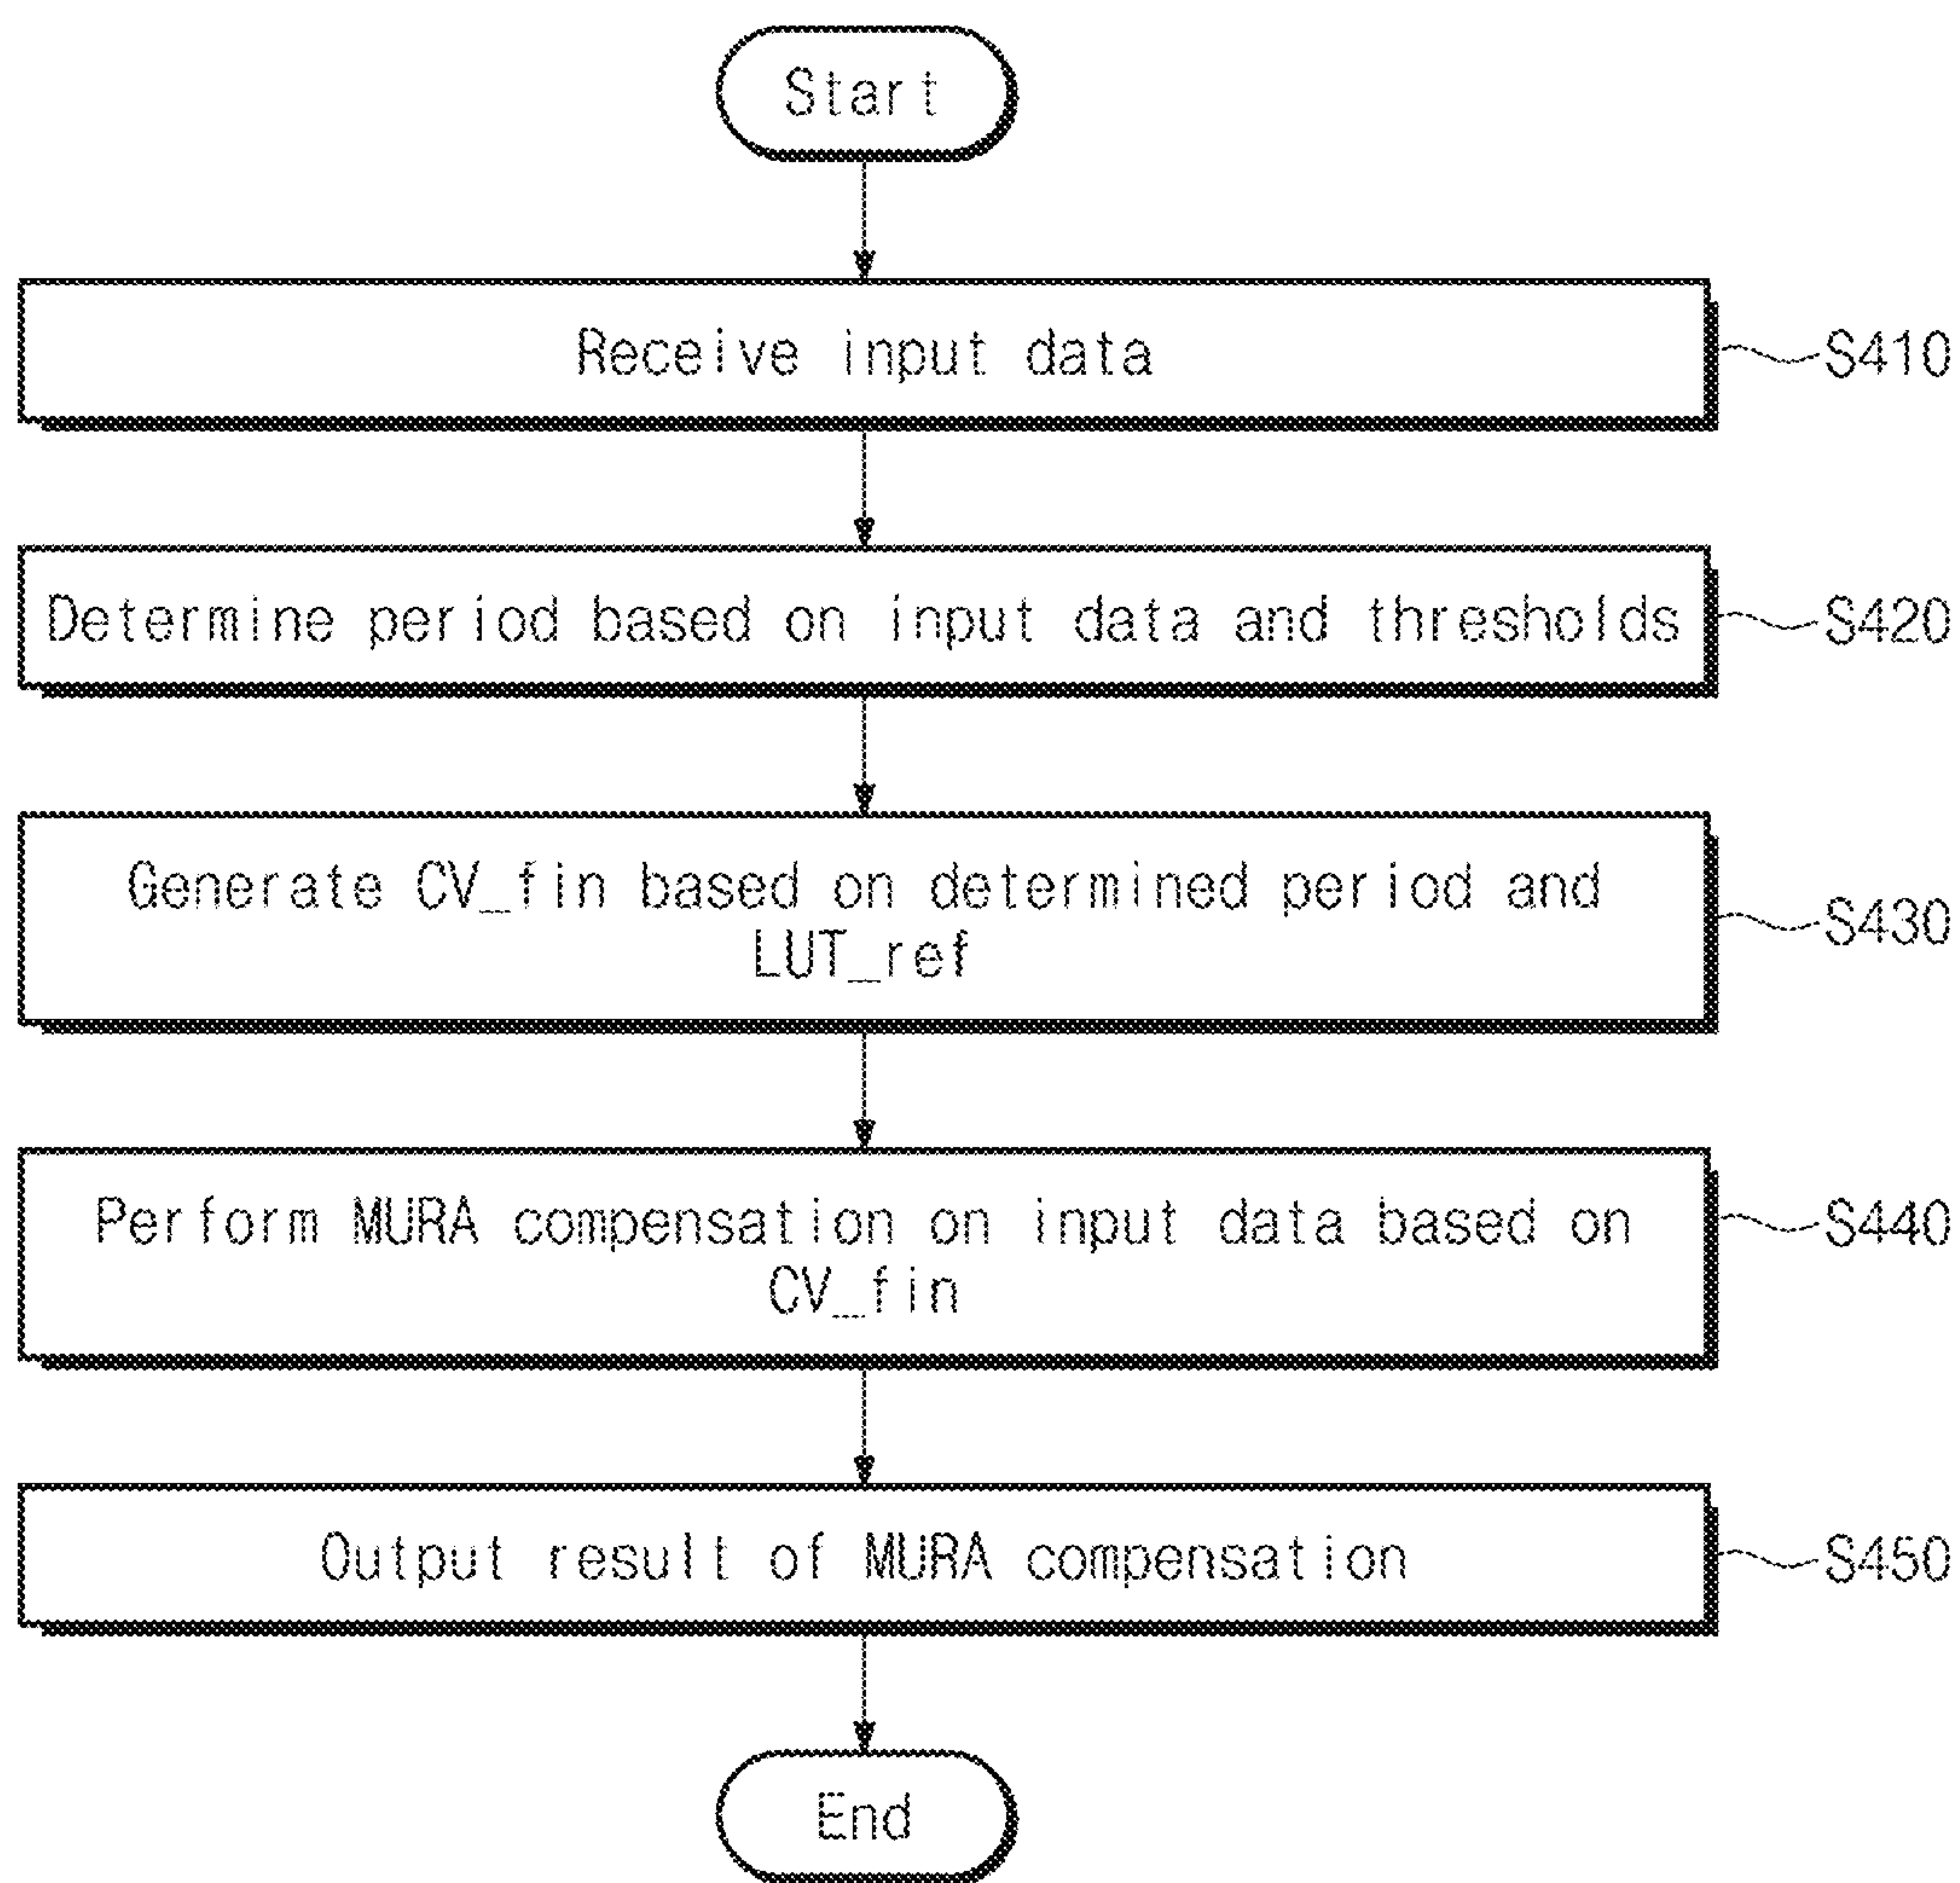 Start
Receive input data
S410
Determine period based on input data and thresholds
S420
Generate CV_fin based on determined period and
LUT_ref
S430
Perform MURA compensation on input data based on
CV_fin
S440
Output result of MURA compensation
S450
End